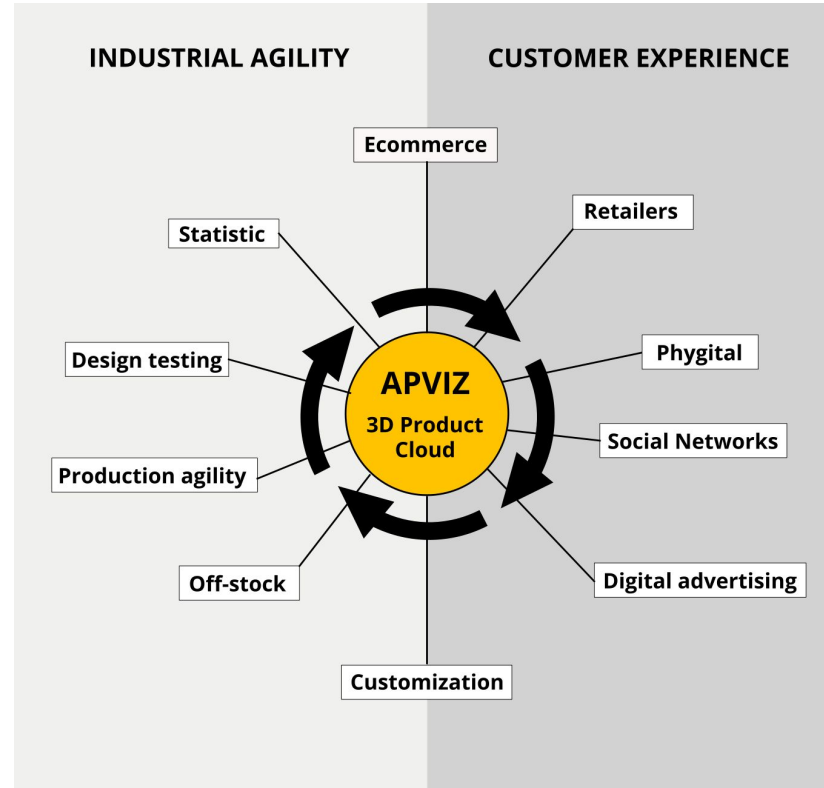 INDUSTRIAL AGILITY
CUSTOMER EXPERIENCE
Ecommerce
Retailers
Statistic
Phygital
Design testing
APVIZ
3D Product
Cloud
Social Networks
Production agility
Off-stock
Digital advertising
Customization